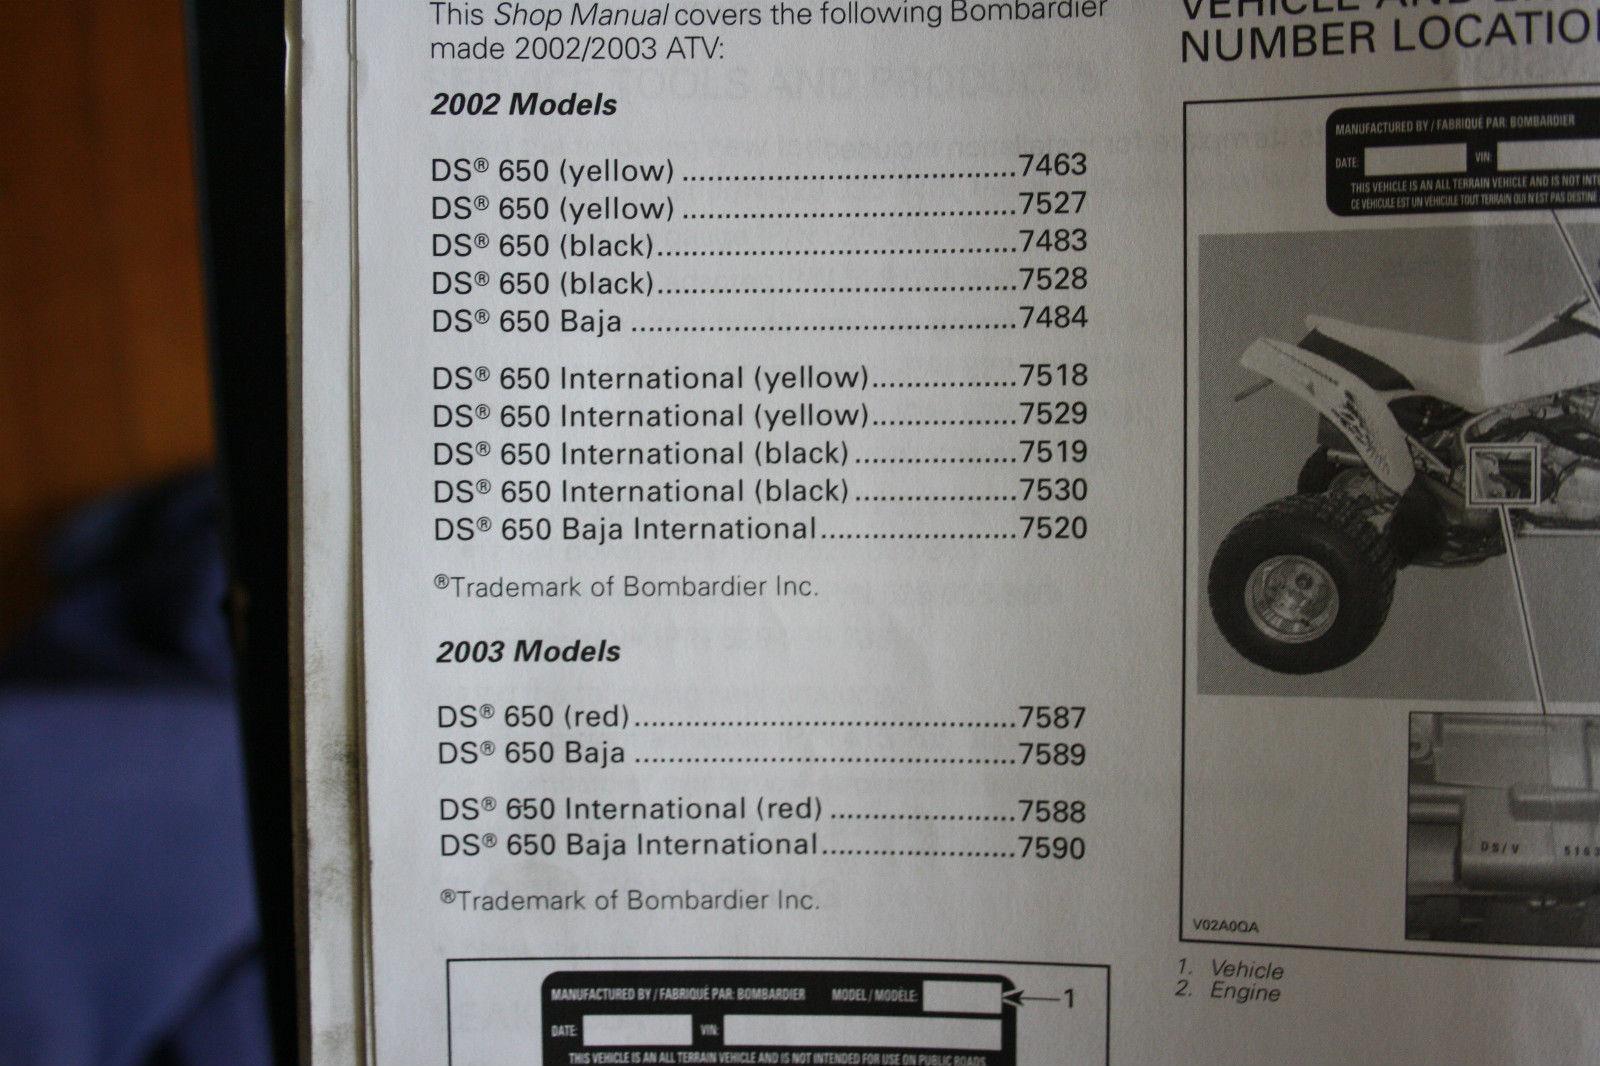 This Shop Manual covers the following Bombardier
made 2002/2003 ATV:
2002 Models
DS® 650 (yellow) ........................................7463
DS® 650 (yellow) ........................................7527
DS® 650 (black)...........................................7483
DS® 650 (black)...........................................7528
DS® 650 Baja ..............................................7484
DS® 650 International (yellow).................7518
DS® 650 International (yellow).................7529
DS® 650 International (black) ...................7519
DS® 650 International (black) ...................7530
DS® 650 Baja International.......................7520
®Trademark of Bombardier Inc.
2003 Models
DS® 650 (red).............................................7587
DS® 650 Baja .............................................7589
DS® 650 International (red) ......................7588
DS® 650 Baja International.......................7590
®Trademark of Bombardier Inc.
MANUFACTURED BY / FABRIQUÉ PAR: BOMBARDIER MODEL / MODÈLE: 1
DATE: VIN:
THIS VEHICLE IS AN ALL TERRAIN VEHICLE AND IS NOT INTENDED FOR USE ON PUBLIC ROADS
VEHICLE AND
NUMBER LOCATIO
MANUFACTURED BY / FABRIQUÉ PAR: BOMBARDIER
DATE: VIN:
THIS VEHICLE IS AN ALL TERRAIN VEHICLE AND IS NOT INTE
CE VÉHICULE EST UN VÉHICULE TOUT TERRAIN QUI N'EST PAS DESTINÉ
DS/V 5163
V02A0QA
1. Vehicle
2. Engine